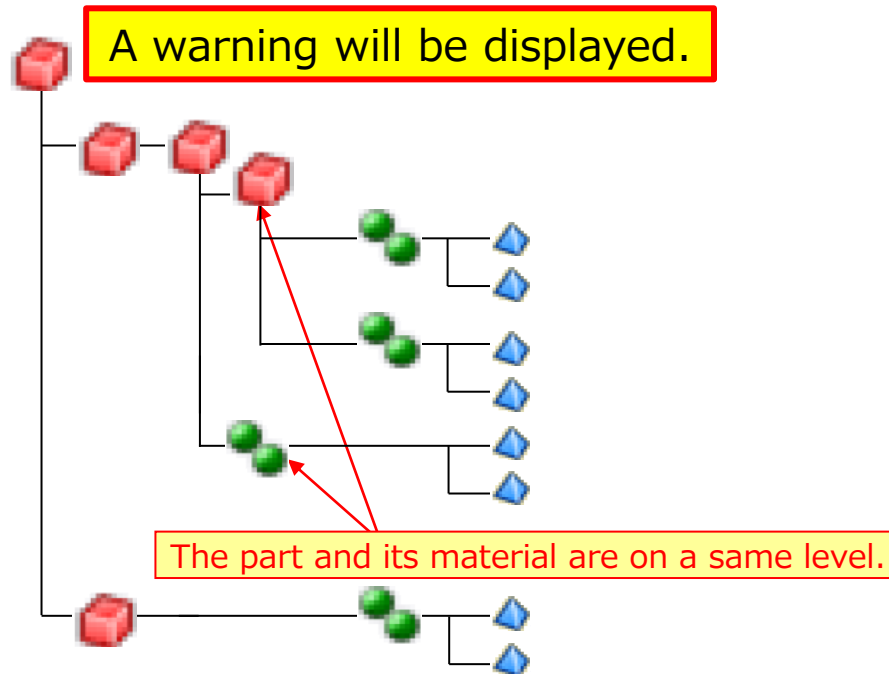 A warning will be displayed.
The part and its material are on a same level.